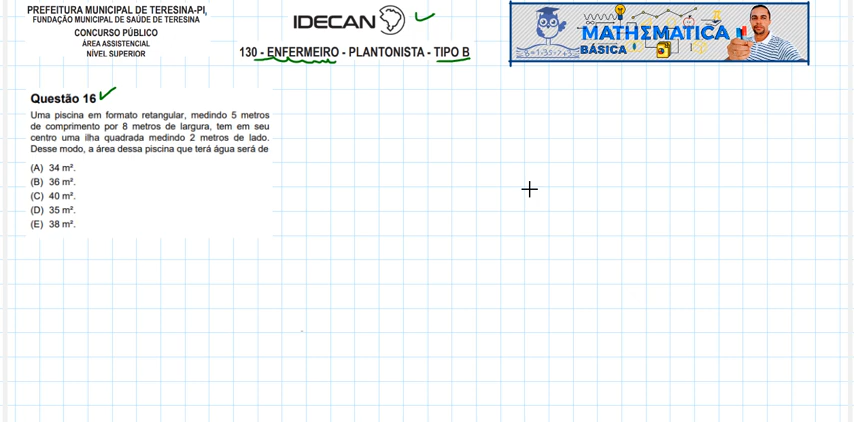 PREFEITURA MUNICIPAL DE TERESINA-PI,
FUNDAÇÃO MUNICIPAL DE SAÚDE DE TERESINA
CONCURSO PÚBLICO
ÁREA ASSISTENCIAL
NÍVEL SUPERIOR
IDECAN
130 - ENFERMEIRO - PLANTONISTA - TIPO B
MATHΣMATICA
BÁSICA
Questão 16
Uma piscina em formato retangular, medindo 5 metros
de comprimento por 8 metros de largura, tem em seu
centro uma ilha quadrada medindo 2 metros de lado.
Desse modo, a área dessa piscina que terá água será de
(A) 34 m².
(B) 36 m².
(C) 40 m².
(D) 35 m².
(E) 38 m².